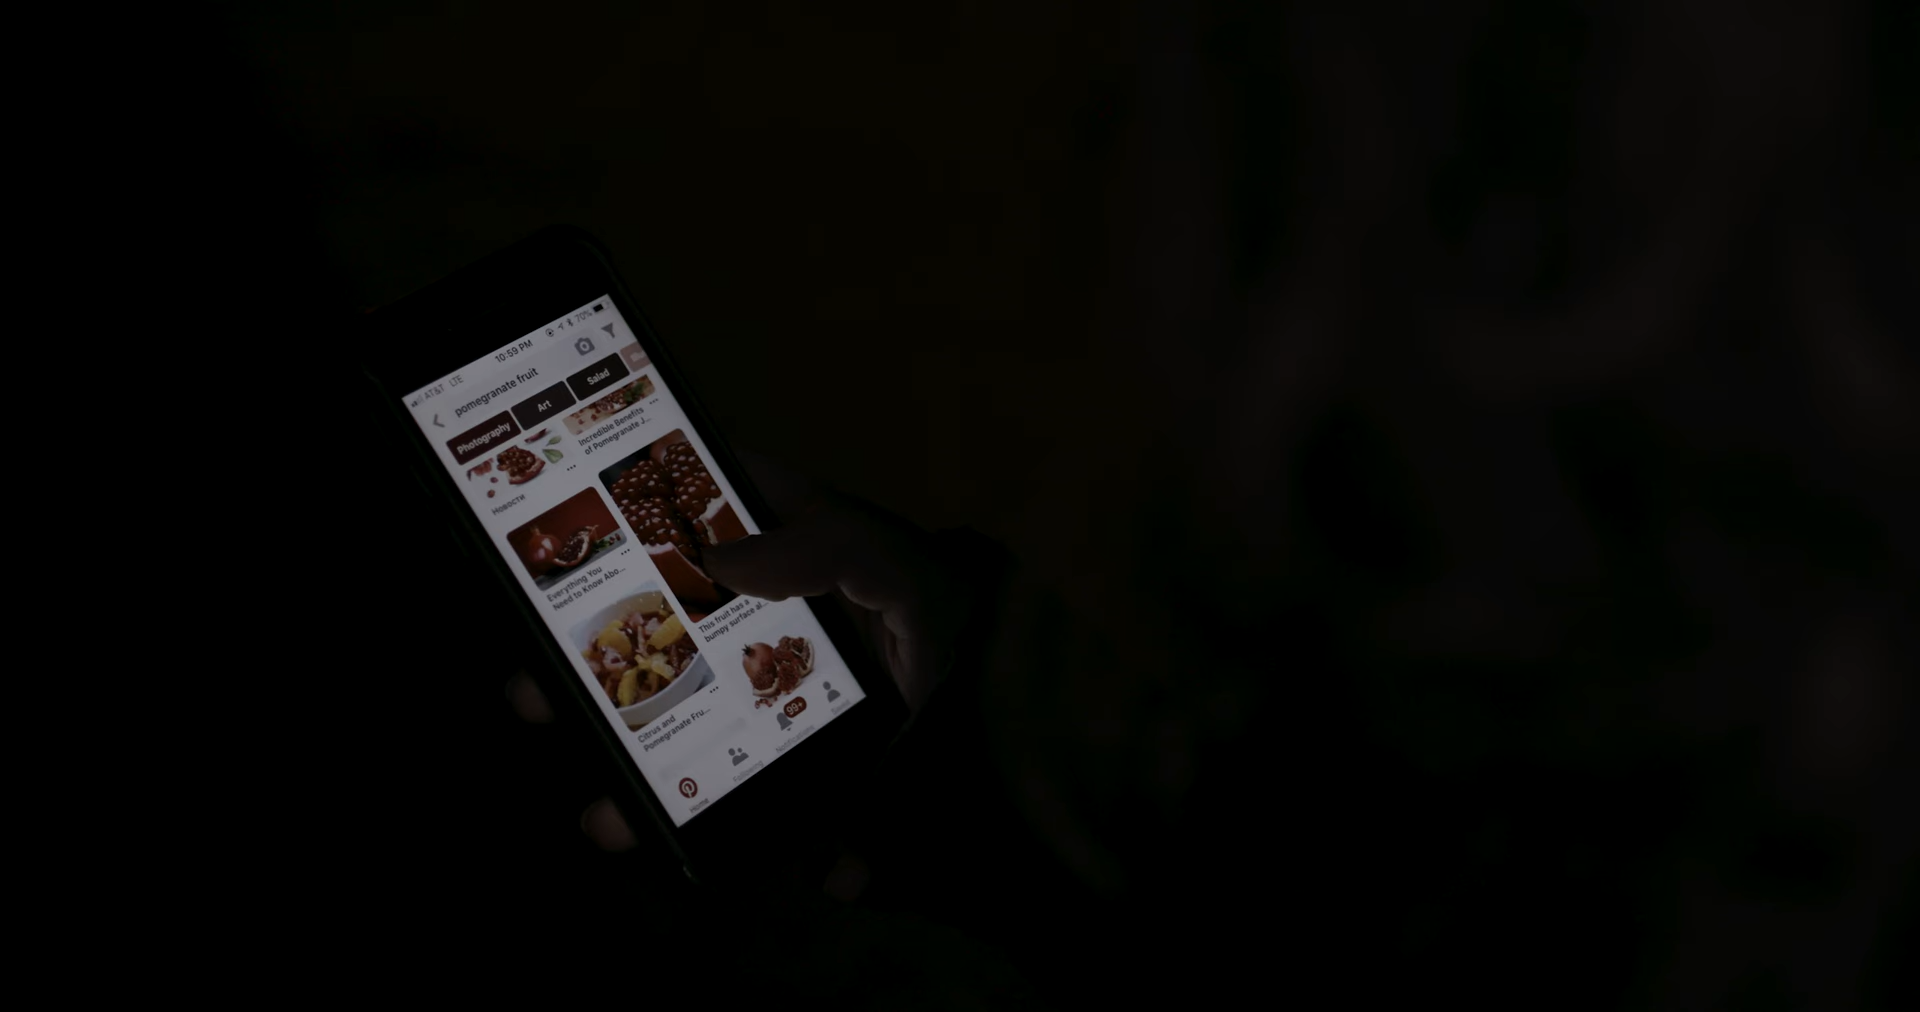 AT&T LTE
10:59 PM
70%
pomegranate fruit
Photography
Art
Salad
Incredible Benefits
of Pomegranate J...
Новости
Everything You
Need to Know Abo...
This fruit has a
bumpy surface al...
Citrus and
Pomegranate Fru...
99+
Home
Following
Notifications
Saved